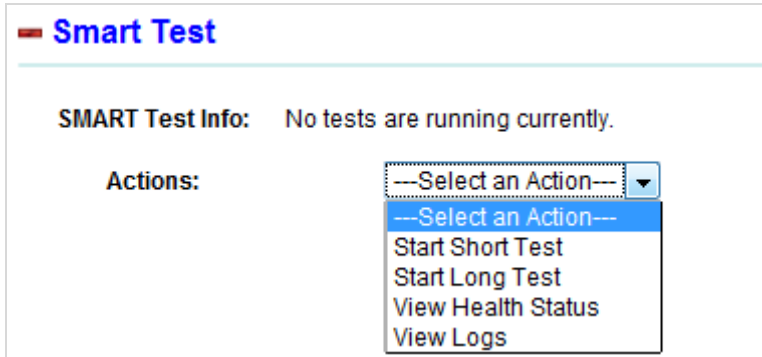 Smart Test
SMART Test Info: No tests are running currently.
Actions: ---Select an Action---
---Select an Action---
Start Short Test
Start Long Test
View Health Status
View Logs